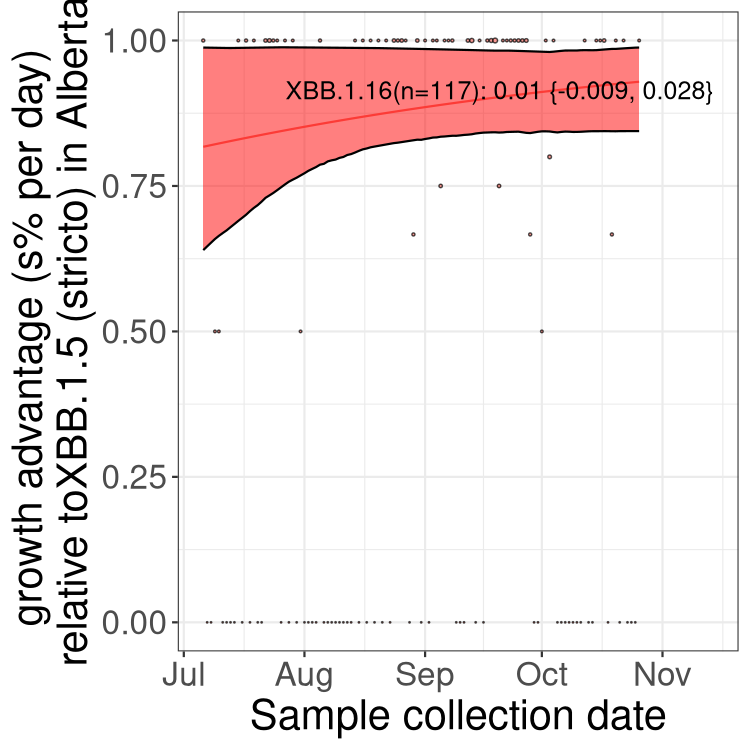 growth advantage (s% per day)
relative toXBB.1.5 (stricto) in Alberta
1.00
0.75
0.50
0.25
0.00
XBB.1.16(n=117): 0.01 {-0.009, 0.028}
Jul Aug Sep Oct Nov
Sample collection date